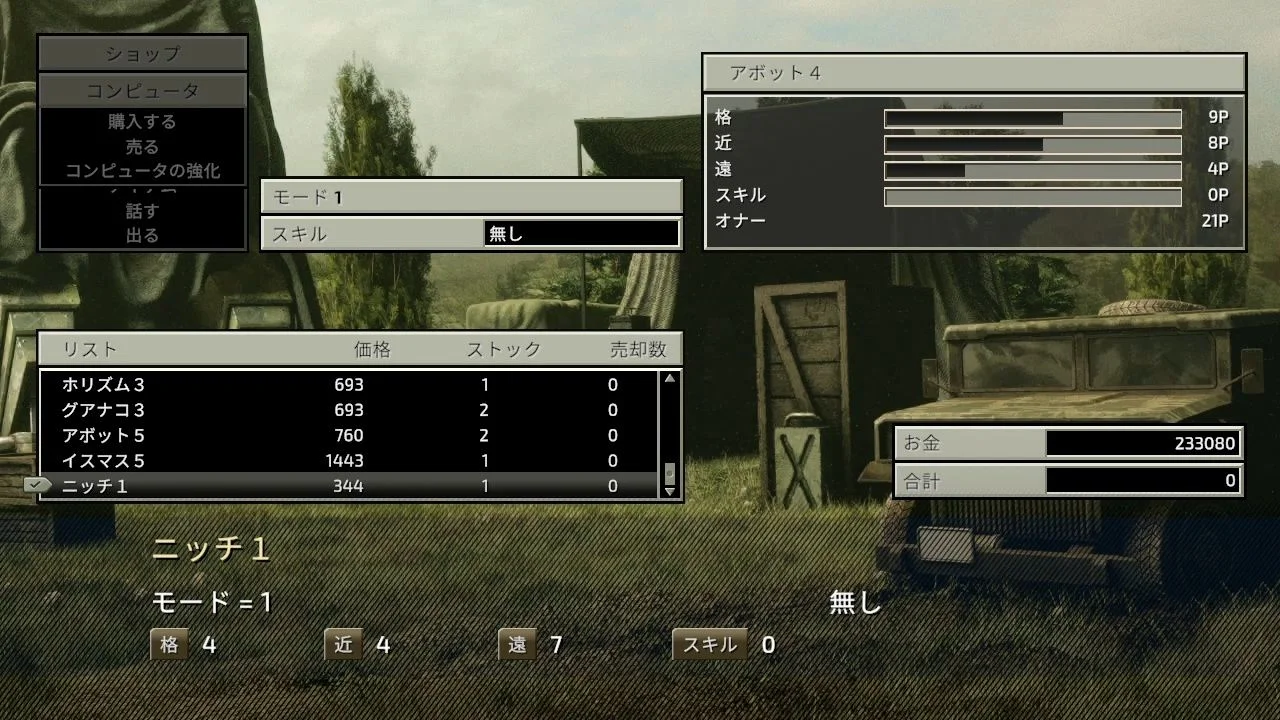 ショップ
コンピュータ
購入する
売る
コンピュータの強化
話す
出る
モード 1
スキル 無し
アボット 4
格 9P
近 8P
遠 4P
スキル 0P
オナー 21P
リスト 価格 ストック 売却数
ホリズム 3 693 1 0
グアナコ 3 693 2 0
アボット 5 760 2 0
イスマス 5 1443 1 0
ニッチ 1 344 1 0
お金 233080
合計 0
ニッチ 1
モード = 1 無し
格 4 近 4 遠 7 スキル 0